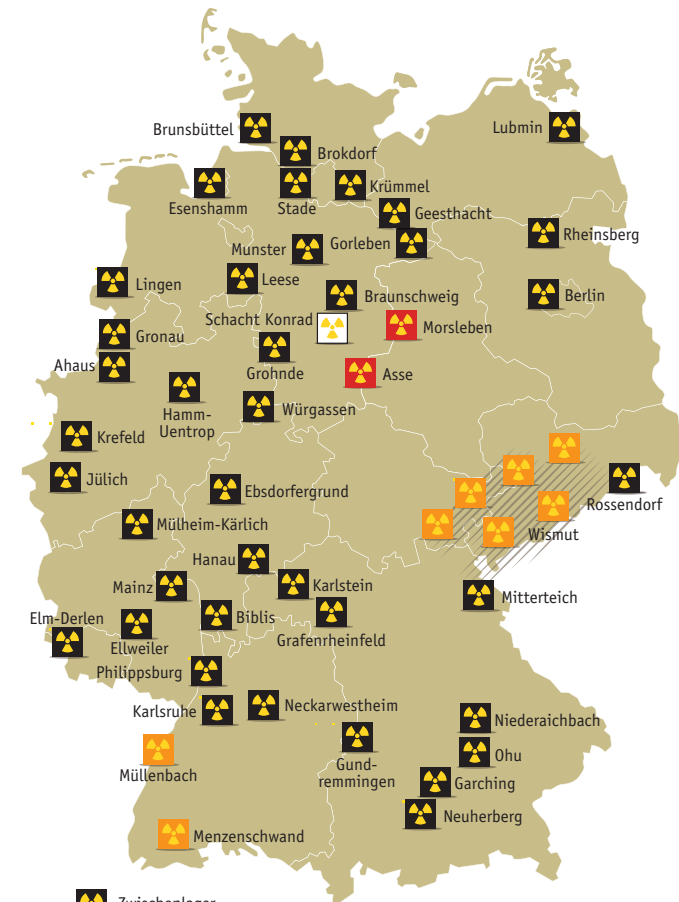 Brunsbüttel
Lubmin
Brokdorf
Esenshamm
Stade
Krümmel
Geesthacht
Rheinsberg
Munster
Gorleben
Lingen
Leese
Braunschweig
Berlin
Schacht Konrad
Morsleben
Gronau
Ahaus
Grohnde
Asse
Hamm-
Uentrop
Würgassen
Krefeld
Jülich
Ebsdorfergrund
Rossendorf
Mülheim-Kärlich
Wismut
Hanau
Mainz
Karlstein
Mitterteich
Elm-Derlen
Ellweiler
Biblis
Grafenrheinfeld
Philippsburg
Karlsruhe
Neckarwestheim
Niederaichbach
Ohu
Müllenbach
Gund-
remmingen
Garching
Neuherberg
Menzenschwand
Zwischenlager